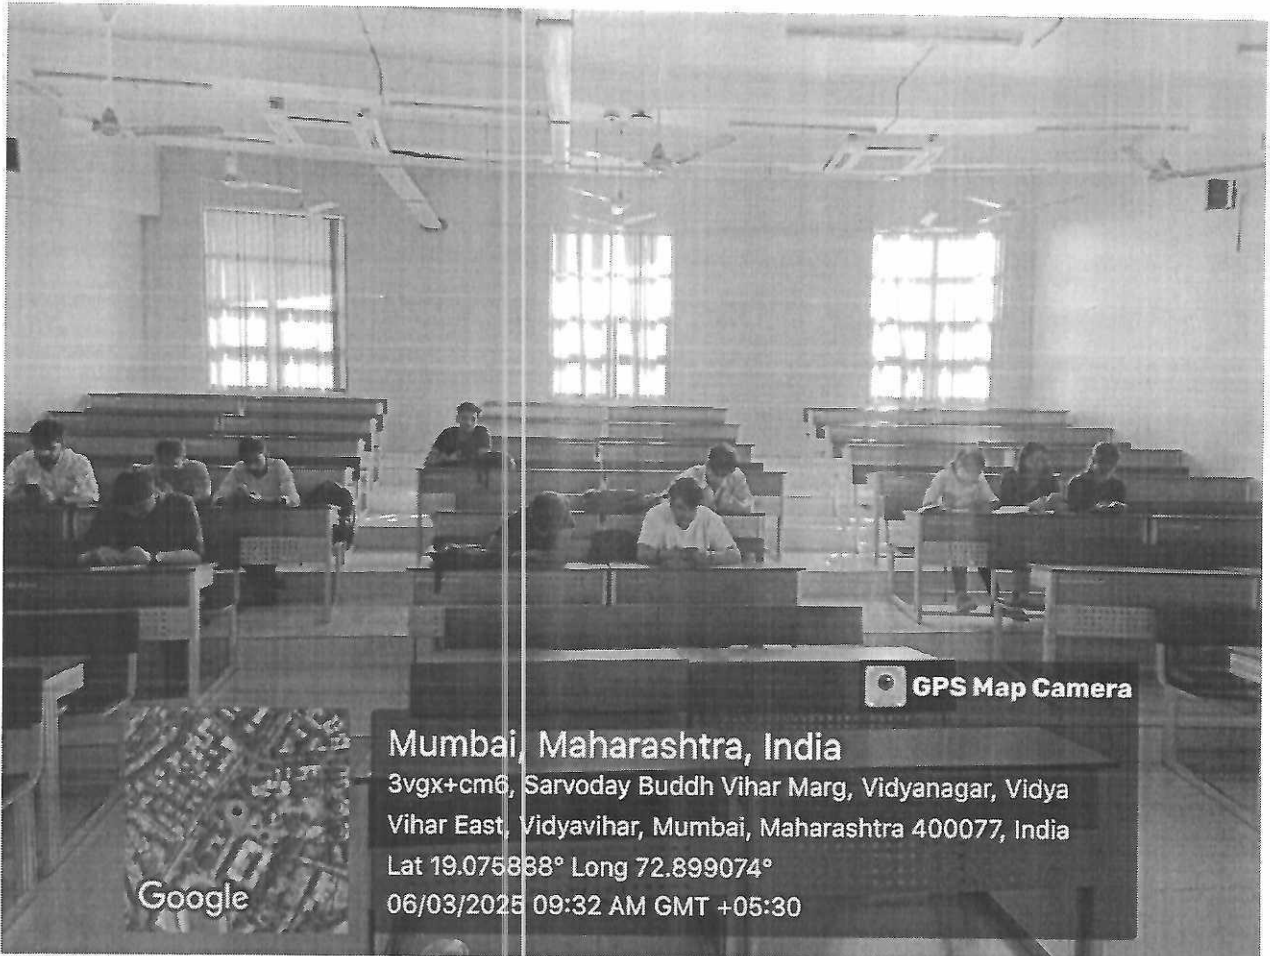 GPS Map Camera
Mumbai, Maharashtra, India
3vgx+cm6, Sarvoday Buddh Vihar Marg, Vidyanagar, Vidya
Vihar East, Vidyavihar, Mumbai, Maharashtra 400077, India
Lat 19.075888° Long 72.899074°
06/03/2025 09:32 AM GMT +05:30
Google